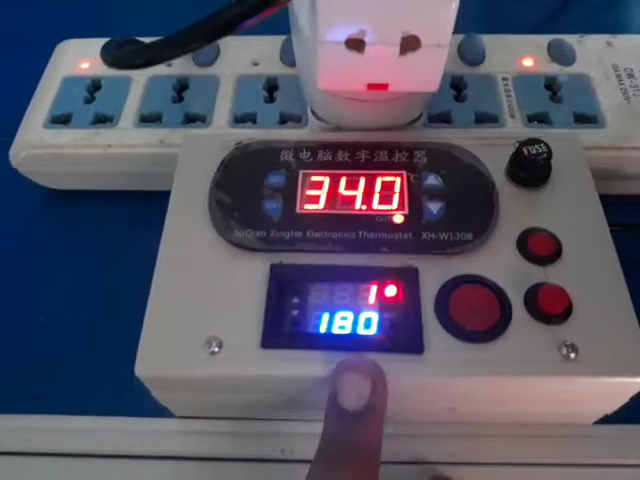 微电脑数字温控器
34.0
°C
OUT
SuQian XingHe Electronics Thermostat XH-W1308
FUSE
1°
180